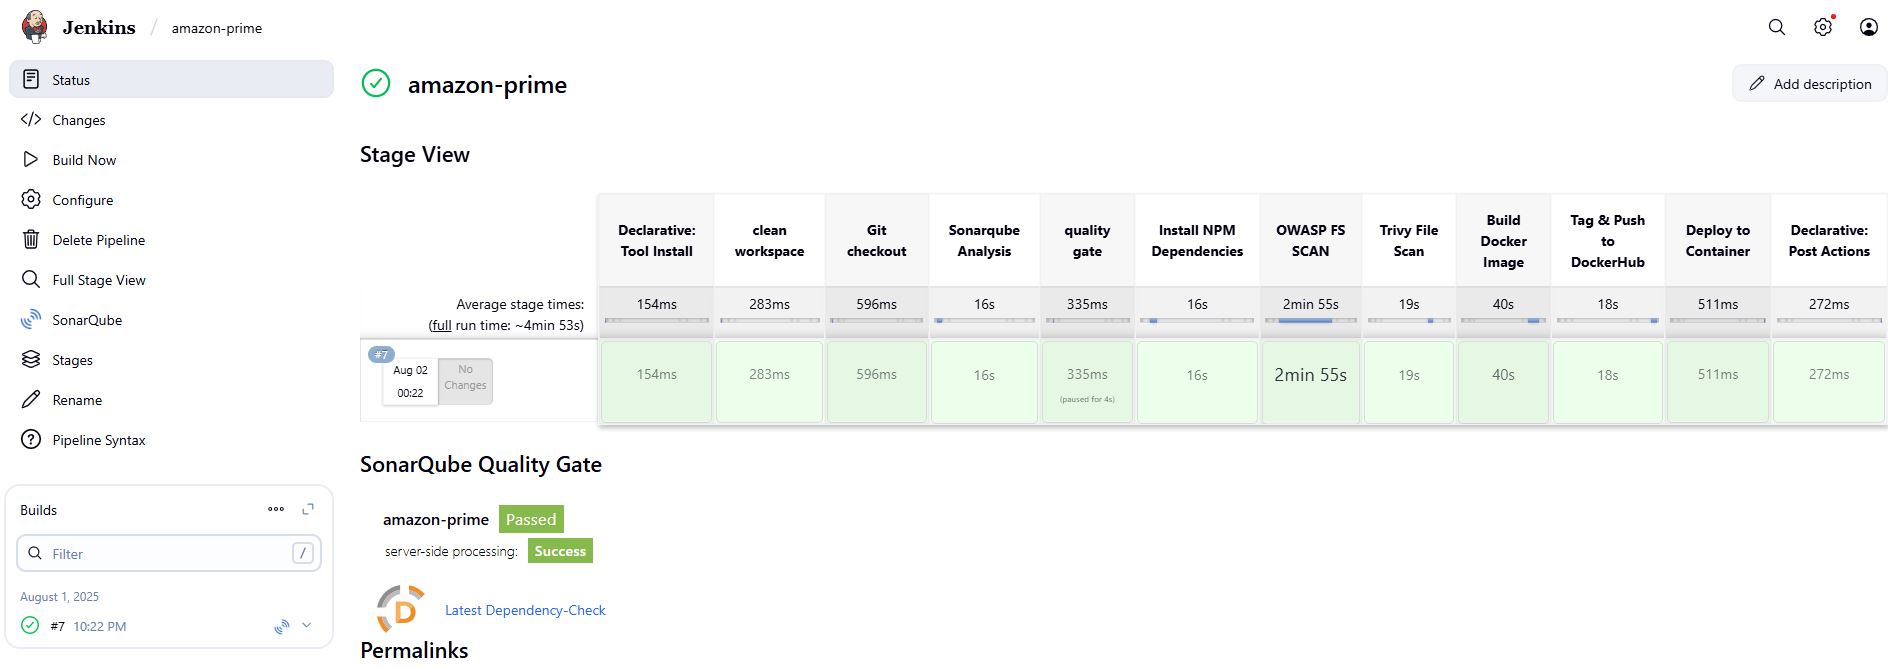 Jenkins / amazon-prime
Status
Changes
Build Now
Configure
Delete Pipeline
Full Stage View
SonarQube
Stages
Rename
Pipeline Syntax
Builds
Filter /
August 1, 2025
#7 10:22 PM
amazon-prime
Add description
Stage View
Declarative: Tool Install
clean workspace
Git checkout
Sonarqube Analysis
quality gate
Install NPM Dependencies
OWASP FS SCAN
Trivy File Scan
Build Docker Image
Tag & Push to DockerHub
Deploy to Container
Declarative: Post Actions
Average stage times:
(full run time: ~4min 53s)
154ms 283ms 596ms 16s 335ms 16s 2min 55s 19s 40s 18s 511ms 272ms
#7
Aug 02
00:22
No
Changes
154ms 283ms 596ms 16s 335ms 16s 2min 55s 19s 40s 18s 511ms 272ms
(paused for 4s)
SonarQube Quality Gate
amazon-prime Passed
server-side processing: Success
D
Latest Dependency-Check
Permalinks